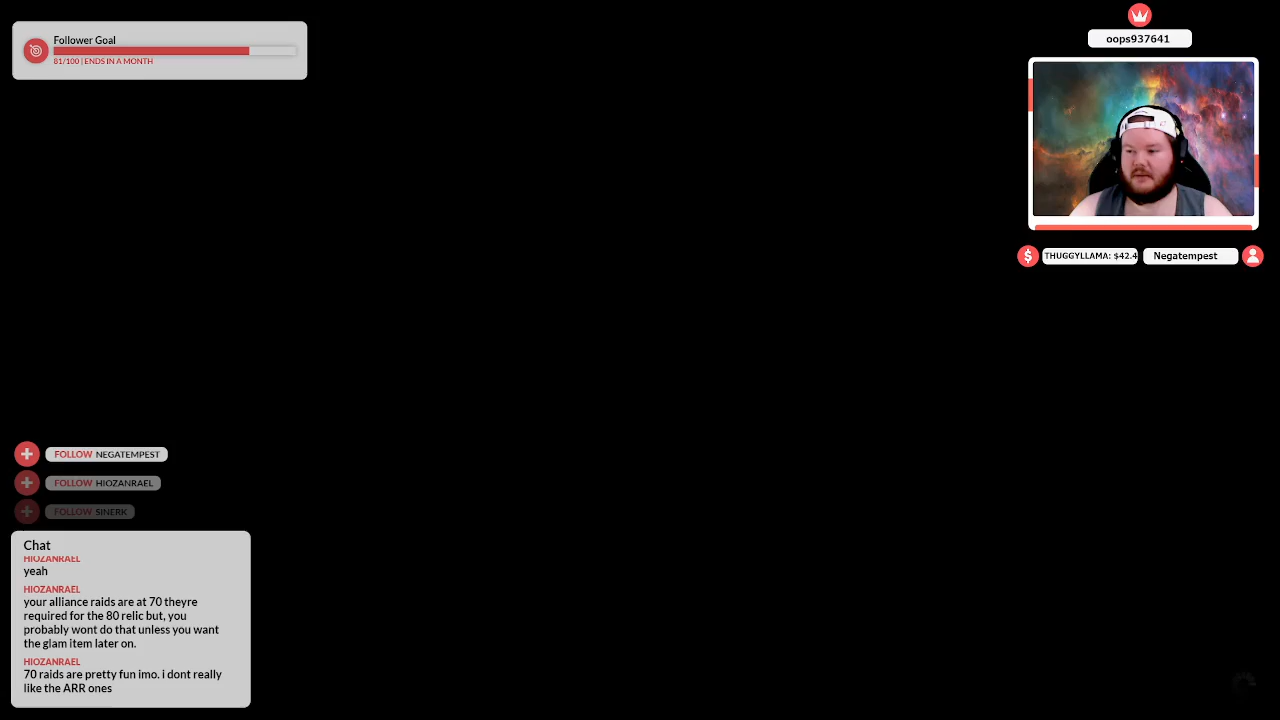 Follower Goal
81/100 | ENDS IN A MONTH
oops937641
THUGGYLLAMA: $42.4
Negatempest
FOLLOW NEGATEMPEST
FOLLOW HIOZANRAEL
FOLLOW SINERK
Chat
HIOZANRAEL
yeah
HIOZANRAEL
your alliance raids are at 70 theyre
required for the 80 relic but, you
probably wont do that unless you want
the glam item later on.
HIOZANRAEL
70 raids are pretty fun imo. i dont really
like the ARR ones